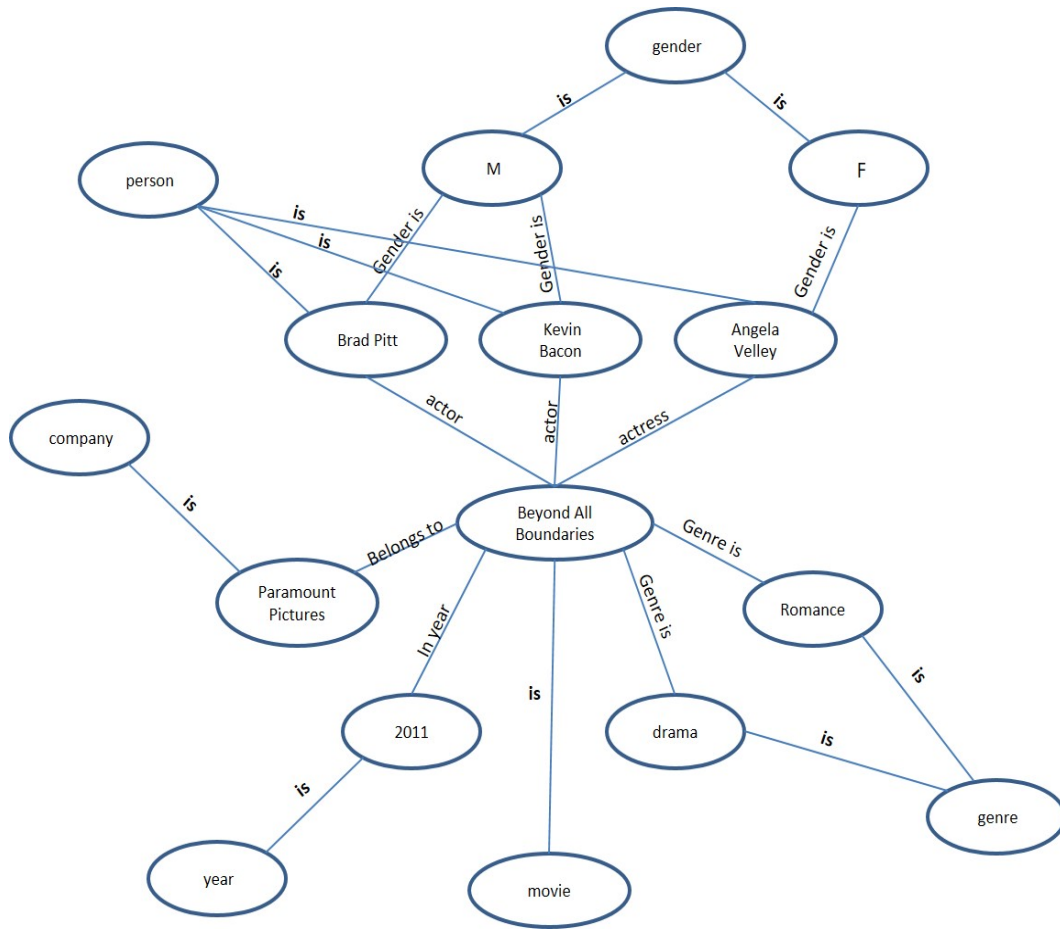 gender
is
is
M
F
person
is
is
is
Gender is
Gender is
Gender is
Brad Pitt
Kevin
Bacon
Angela
Velley
actor
actor
actress
company
is
Beyond All
Boundaries
Belongs to
Genre is
Paramount
Pictures
In year
Genre is
Romance
is
is
2011
drama
is
is
genre
year
movie